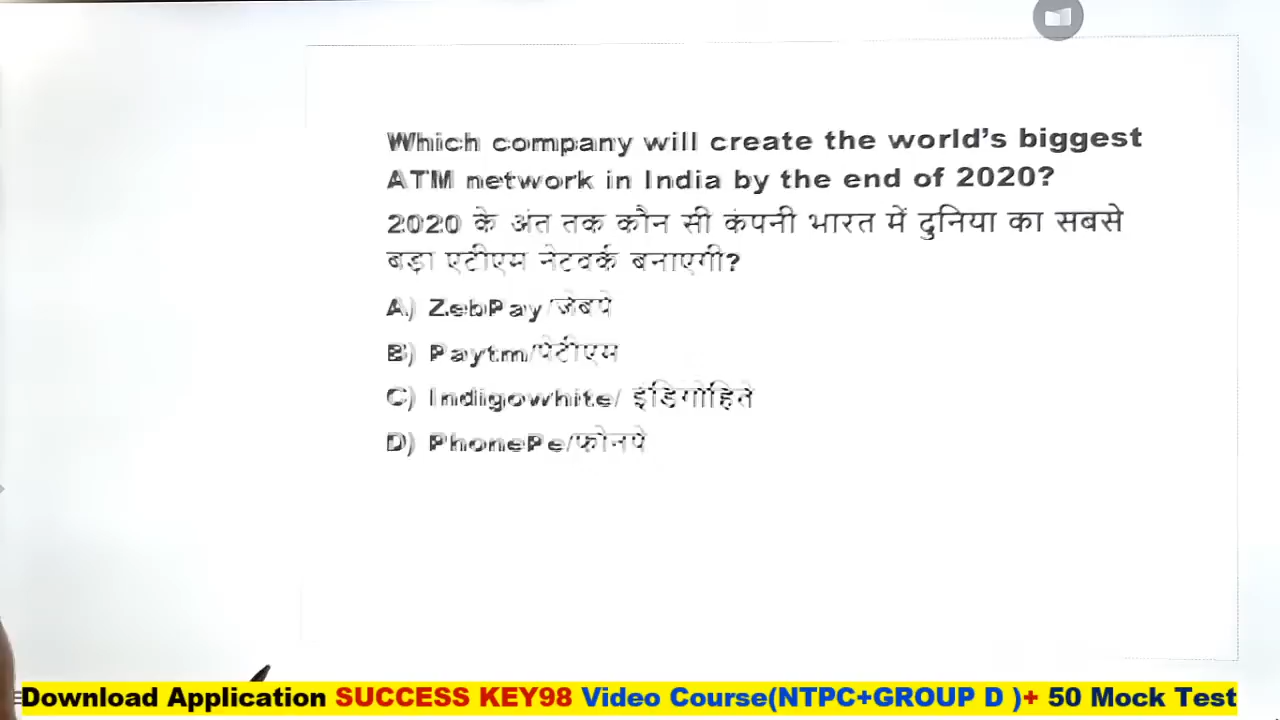 Which company will create the world's biggest
ATM network in India by the end of 2020?
2020 के अंत तक कौन सी कंपनी भारत में दुनिया का सबसे
बड़ा एटीएम नेटवर्क बनाएगी?
A) ZebPay/जेबपे
B) Paytm/पेटीएम
C) Indigowhite/ इंडिगोहिते
D) PhonePe/फोनपे
Download Application SUCCESS KEY98 Video Course(NTPC+GROUP D )+ 50 Mock Test